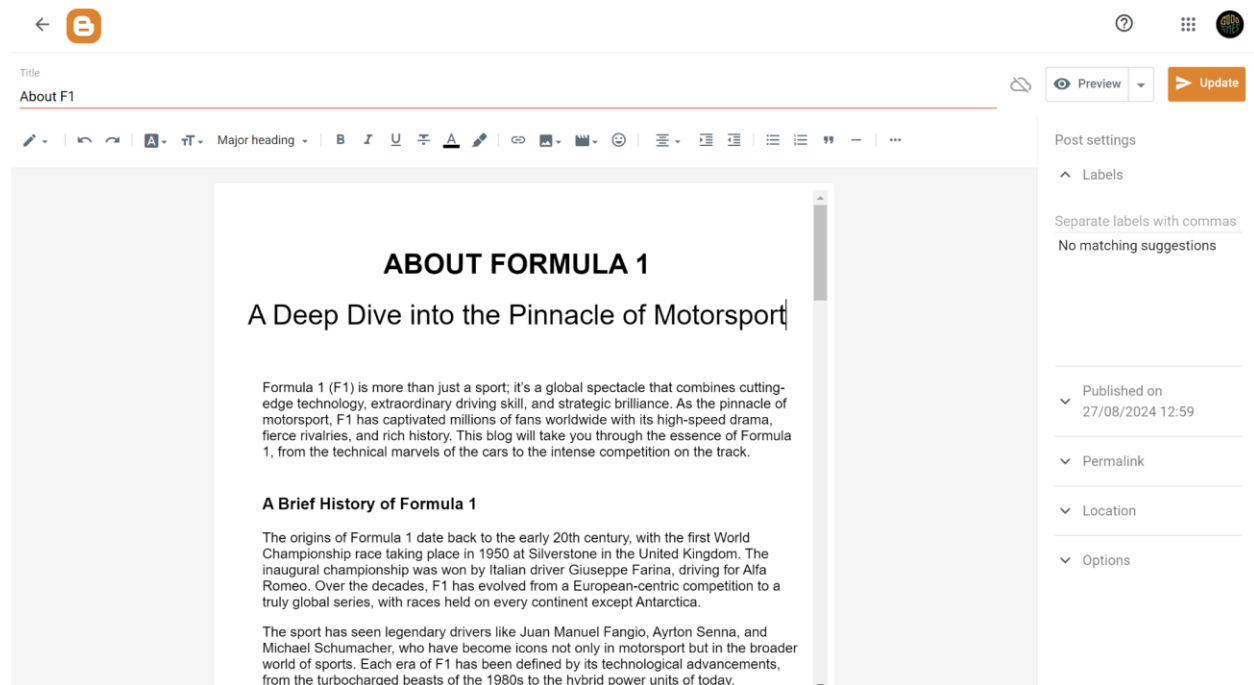 Title
About F1
Preview
Update
Major heading
B
I
U
A
Post settings
Labels
Separate labels with commas
No matching suggestions
Published on
27/08/2024 12:59
Permalink
Location
Options
ABOUT FORMULA 1
A Deep Dive into the Pinnacle of Motorsport
Formula 1 (F1) is more than just a sport; it's a global spectacle that combines cutting-
edge technology, extraordinary driving skill, and strategic brilliance. As the pinnacle of
motorsport, F1 has captivated millions of fans worldwide with its high-speed drama,
fierce rivalries, and rich history. This blog will take you through the essence of Formula
1, from the technical marvels of the cars to the intense competition on the track.
A Brief History of Formula 1
The origins of Formula 1 date back to the early 20th century, with the first World
Championship race taking place in 1950 at Silverstone in the United Kingdom. The
inaugural championship was won by Italian driver Giuseppe Farina, driving for Alfa
Romeo. Over the decades, F1 has evolved from a European-centric competition to a
truly global series, with races held on every continent except Antarctica.
The sport has seen legendary drivers like Juan Manuel Fangio, Ayrton Senna, and
Michael Schumacher, who have become icons not only in motorsport but in the broader
world of sports. Each era of F1 has been defined by its technological advancements,
from the turbocharged beasts of the 1980s to the hybrid power units of today.